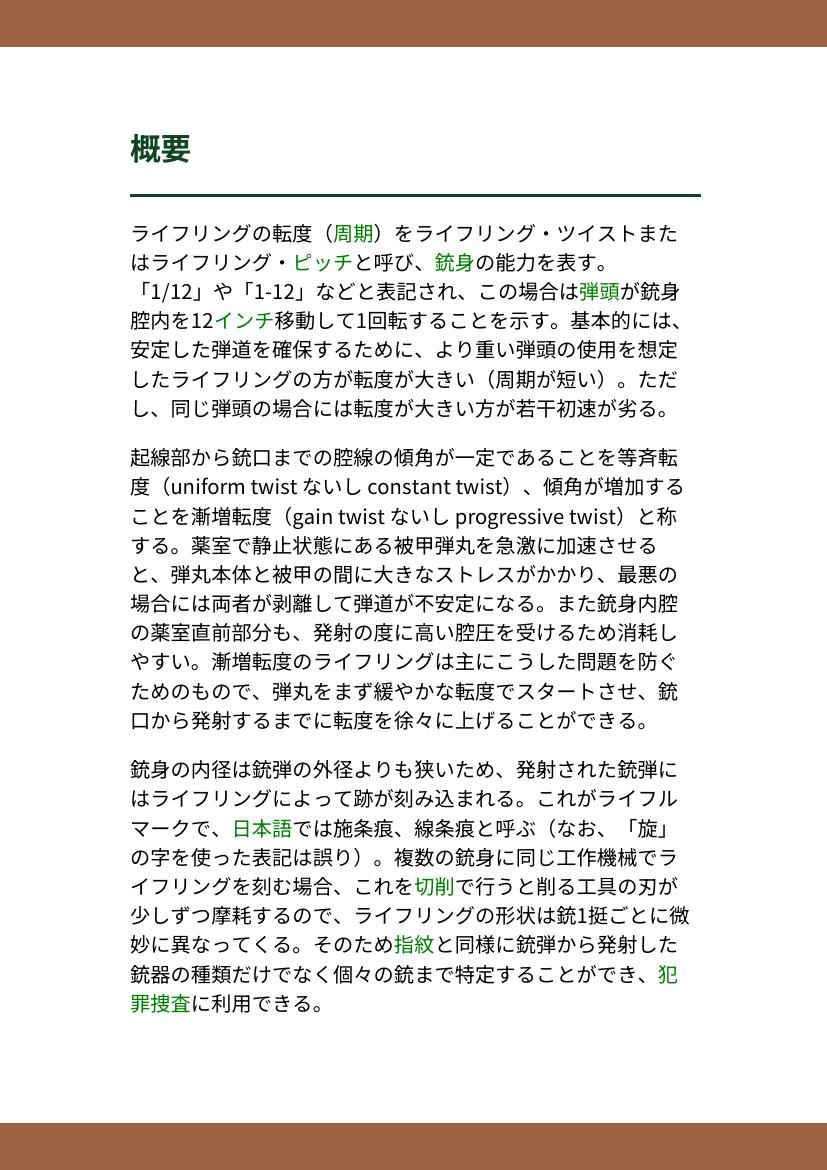 概要
ライフリングの転度（周期）をライフリング・ツイストまた
はライフリング・ピッチと呼び、銃身の能力を表す。
「1/12」や「1-12」などと表記され、この場合は弾頭が銃身
腔内を12インチ移動して1回転することを示す。基本的には、
安定した弾道を確保するために、より重い弾頭の使用を想定
したライフリングの方が転度が大きい（周期が短い）。ただ
し、同じ弾頭の場合には転度が大きい方が若干初速が劣る。
起線部から銃口までの腔線の傾角が一定であることを等斉転
度（uniform twist ないし constant twist）、傾角が増加する
ことを漸増転度（gain twist ないし progressive twist）と称
する。薬室で静止状態にある被甲弾丸を急激に加速させる
と、弾丸本体と被甲の間に大きなストレスがかかり、最悪の
場合には両者が剥離して弾道が不安定になる。また銃身内腔
の薬室直前部分も、発射の度に高い腔圧を受けるため消耗し
やすい。漸増転度のライフリングは主にこうした問題を防ぐ
ためのもので、弾丸をまず緩やかな転度でスタートさせ、銃
口から発射するまでに転度を徐々に上げることができる。
銃身の内径は銃弾の外径よりも狭いため、発射された銃弾に
はライフリングによって跡が刻み込まれる。これがライフル
マークで、日本語では施条痕、線条痕と呼ぶ（なお、「旋」
の字を使った表記は誤り）。複数の銃身に同じ工作機械でラ
イフリングを刻む場合、これを切削で行うと削る工具の刃が
少しずつ摩耗するので、ライフリングの形状は銃1挺ごとに微
妙に異なってくる。そのため指紋と同様に銃弾から発射した
銃器の種類だけでなく個々の銃まで特定することができ、犯
罪捜査に利用できる。